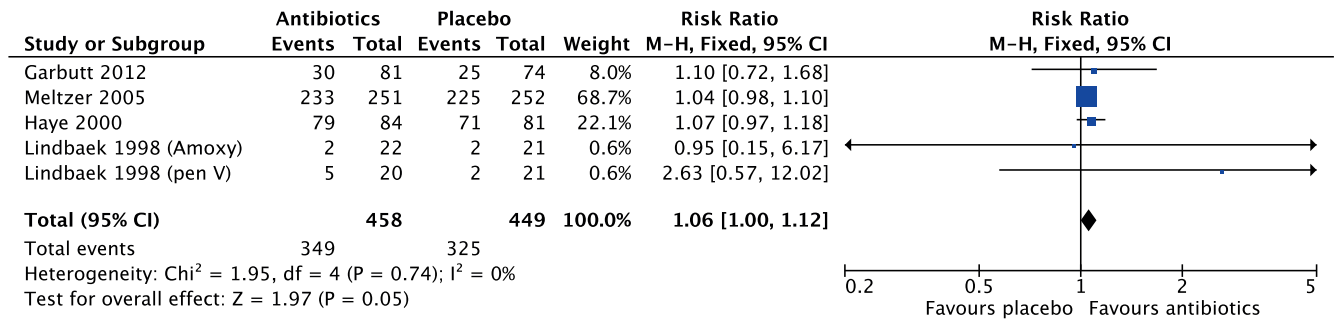 Antibiotics Placebo Risk Ratio Risk Ratio
Study or Subgroup Events Total Events Total Weight M-H, Fixed, 95% CI M-H, Fixed, 95% CI
Garbutt 2012 30 81 25 74 8.0% 1.10 [0.72, 1.68]
Meltzer 2005 233 251 225 252 68.7% 1.04 [0.98, 1.10]
Haye 2000 79 84 71 81 22.1% 1.07 [0.97, 1.18]
Lindbaek 1998 (Amoxy) 2 22 2 21 0.6% 0.95 [0.15, 6.17]
Lindbaek 1998 (pen V) 5 20 2 21 0.6% 2.63 [0.57, 12.02]
Total (95% CI) 458 449 100.0% 1.06 [1.00, 1.12]
Total events 349 325
Heterogeneity: Chi² = 1.95, df = 4 (P = 0.74); I² = 0%
Test for overall effect: Z = 1.97 (P = 0.05)
0.2 0.5 1 2 5
Favours placebo Favours antibiotics